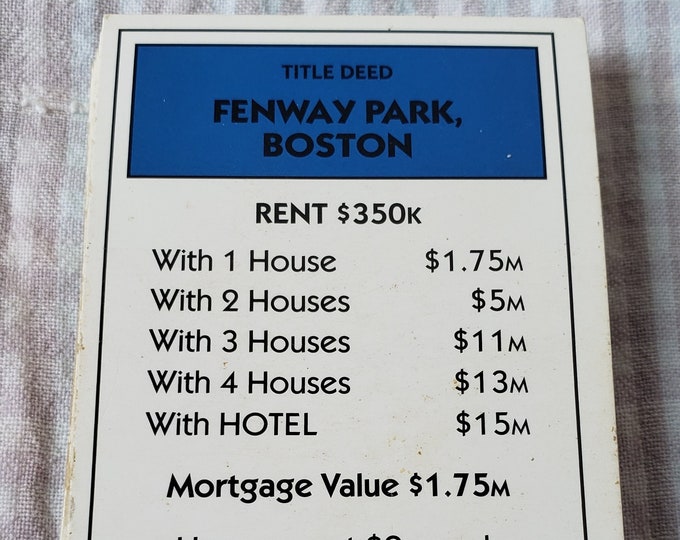 TITLE DEED
FENWAY PARK,
BOSTON
RENT $350K
With 1 House $1.75M
With 2 Houses $5M
With 3 Houses $11M
With 4 Houses $13M
With HOTEL $15M
Mortgage Value $1.75M